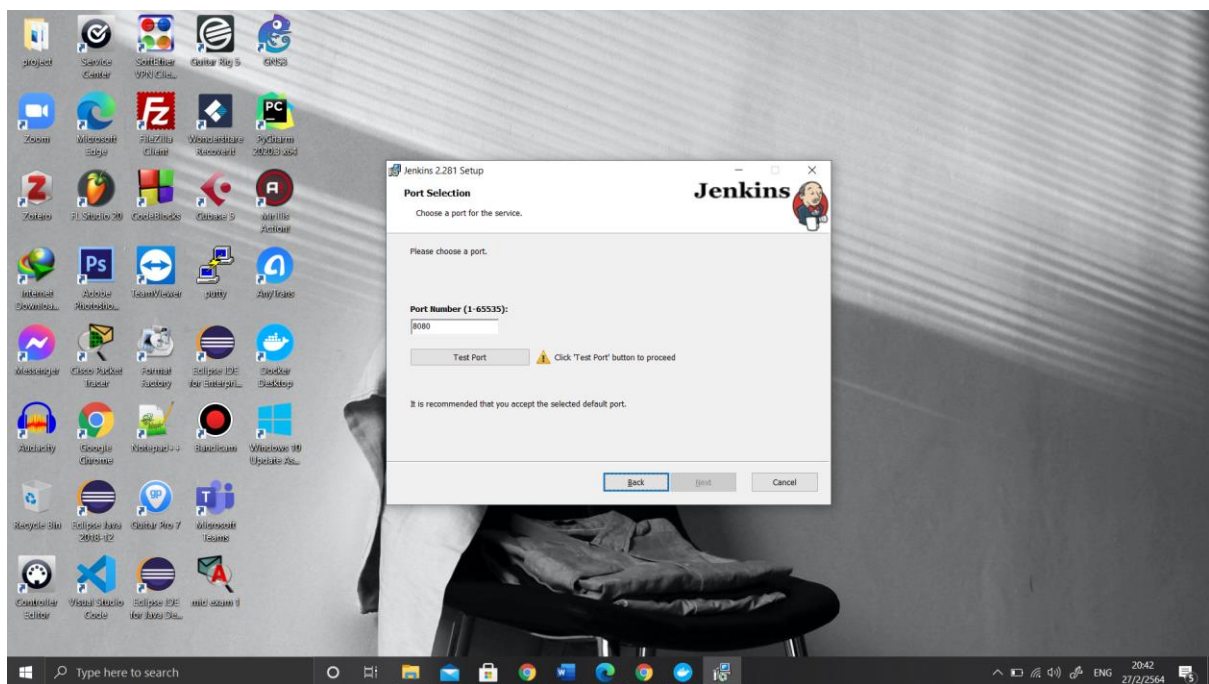 project
Service
Center
SoftEther
VPN Clie...
Guitar Rig 5
GNS3
Zoom
Microsoft
Edge
FileZilla
Client
Wondershare
Recoverit
PyCharm
2020.3 x64
Zotero
FL Studio 20
CodeBlocks
Cubase 5
Mirillis
Action!
Internet
Downloa...
Adobe
Photosho...
TeamViewer
putty
AnyTrans
Messenger
Cisco Packet
Tracer
Format
Factory
Eclipse IDE
for Enterpri...
Docker
Desktop
Audacity
Google
Chrome
Notepad++
Bandicam
Windows 10
Update As...
Recycle Bin
Eclipse Java
2018-12
Guitar Pro 7
Microsoft
Teams
Controller
Editor
Visual Studio
Code
Eclipse IDE
for Java De...
mid exam 1
Jenkins 2.281 Setup
Port Selection
Choose a port for the service.
Jenkins
Please choose a port.
Port Number (1-65535):
8080
Test Port
Click 'Test Port' button to proceed
It is recommended that you accept the selected default port.
Back
Next
Cancel
Type here to search
ENG
20:42
27/2/2564